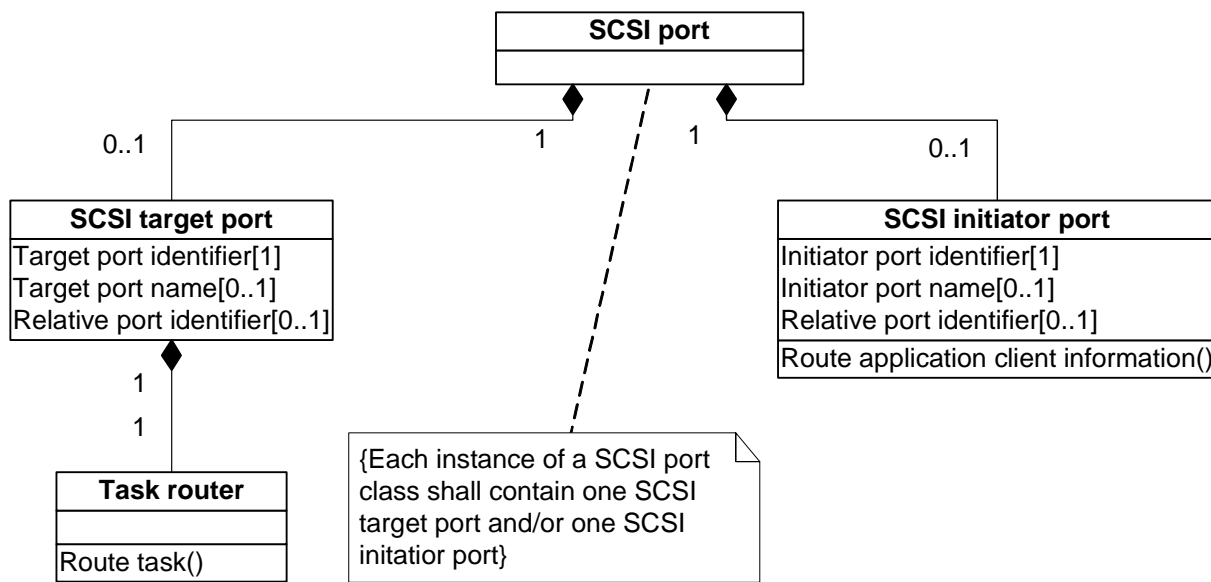 SCSI port
0..1
1
1
0..1
SCSI target port
Target port identifier[1]
Target port name[0..1]
Relative port identifier[0..1]
SCSI initiator port
Initiator port identifier[1]
Initiator port name[0..1]
Relative port identifier[0..1]
Route application client information()
1
1
Task router
Route task()
{Each instance of a SCSI port
class shall contain one SCSI
target port and/or one SCSI
initatior port}